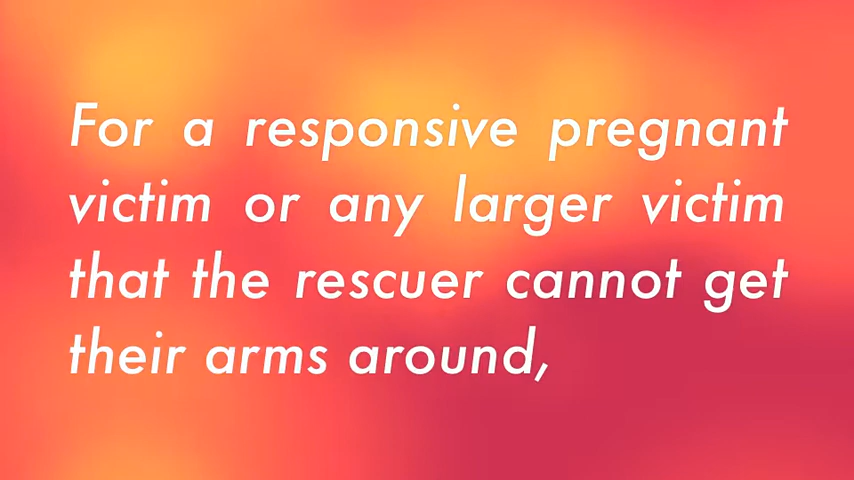 For a responsive pregnant
victim or any larger victim
that the rescuer cannot get
their arms around,